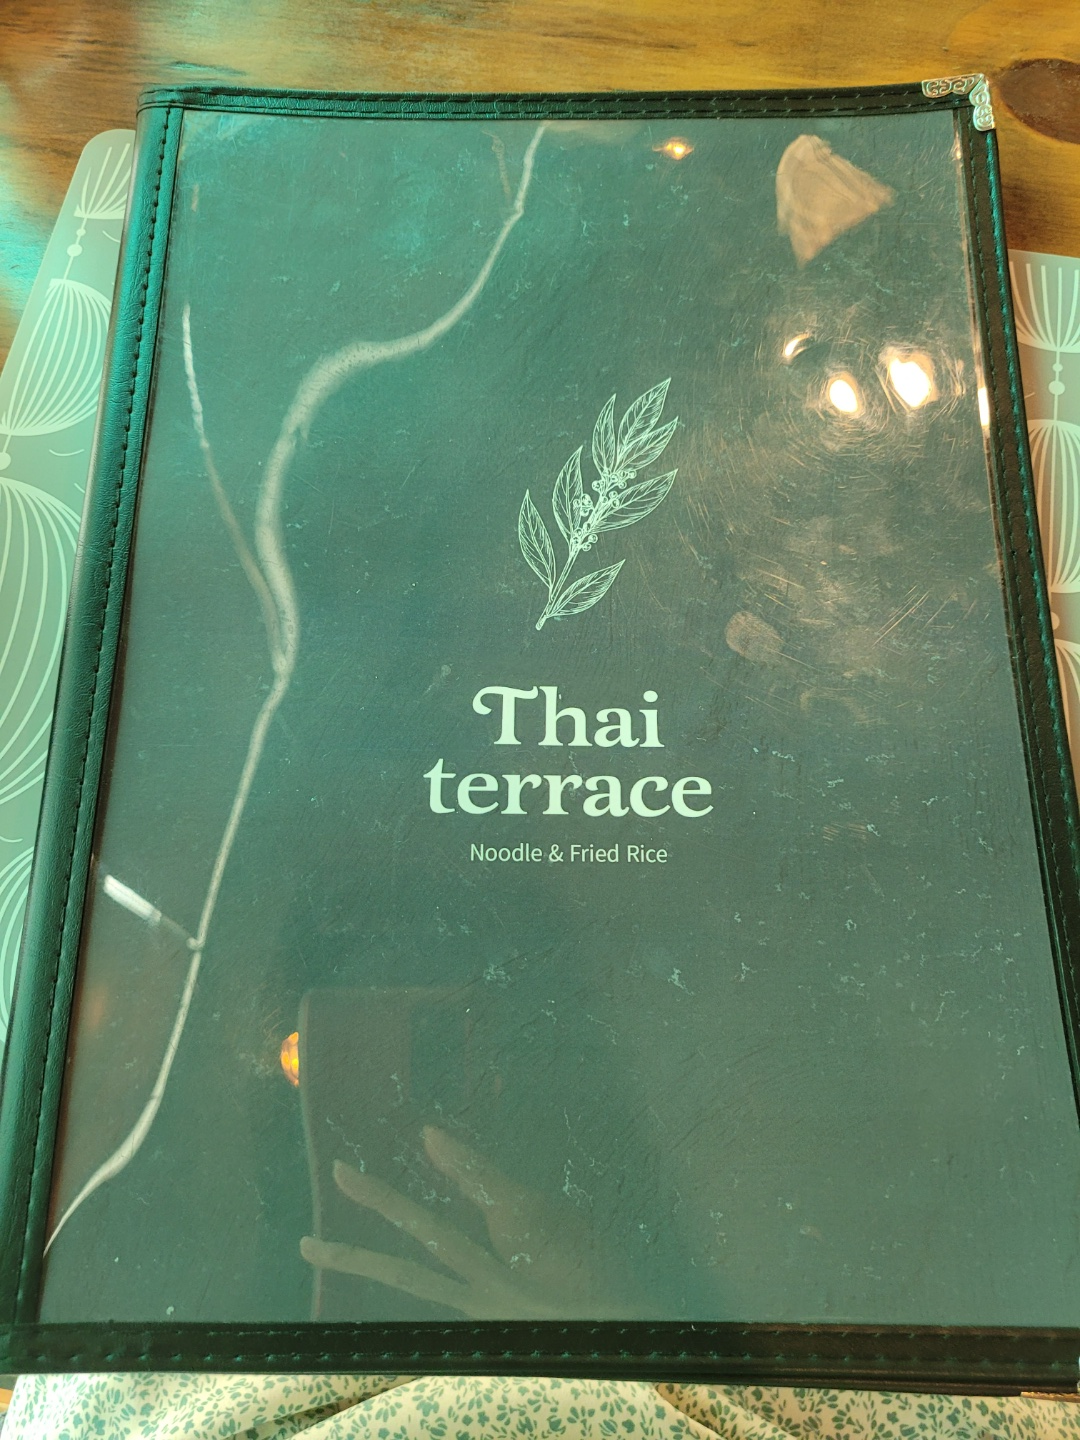 Thai
terrace
Noodle & Fried Rice